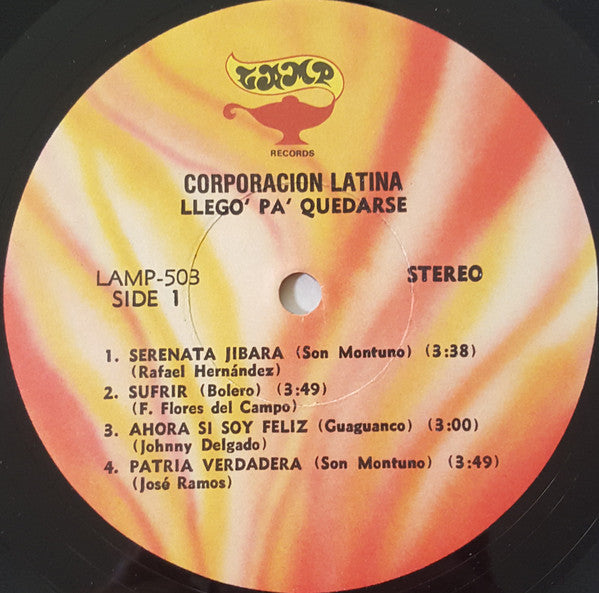 LAMP
RECORDS
CORPORACION LATINA
LLEGO' PA' QUEDARSE
LAMP-503 STEREO
SIDE 1
1. SERENATA JIBARA (Son Montuno) (3:38)
(Rafael Hernández)
2. SUFRIR (Bolero) (3:49)
(F. Flores del Campo)
3. AHORA SI SOY FELIZ (Guaguanco) (3:00)
(Johnny Delgado)
4. PATRIA VERDADERA (Son Montuno) (3:49)
(José Ramos)